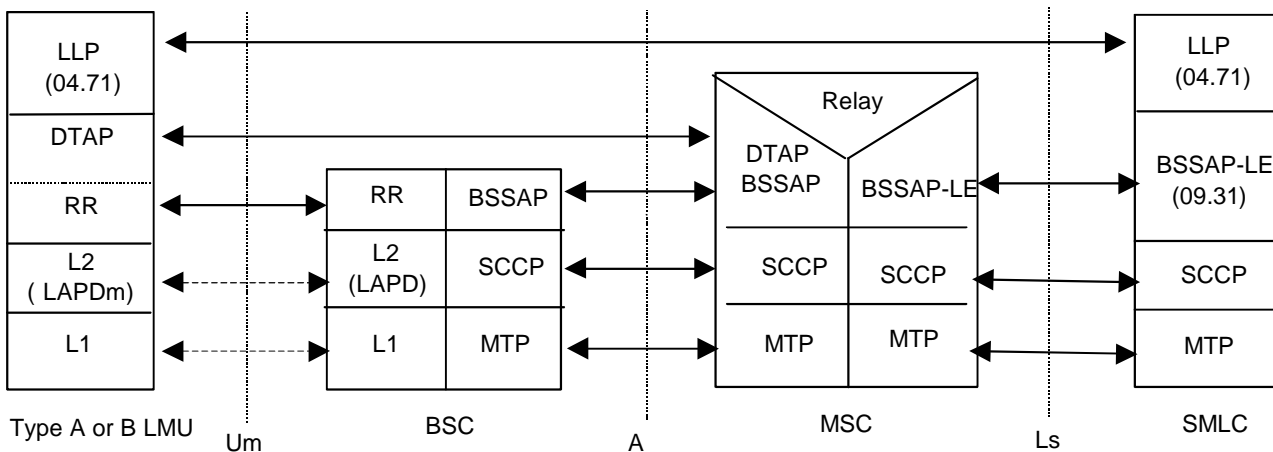 LLP
(04.71)
DTAP
RR
L2
( LAPDm)
L1
Type A or B LMU
Um
RR
BSSAP
L2
(LAPD)
SCCP
L1
MTP
BSC
A
Relay
DTAP
BSSAP
BSSAP-LE
SCCP
SCCP
MTP
MTP
MSC
Ls
LLP
(04.71)
BSSAP-LE
(09.31)
SCCP
MTP
SMLC